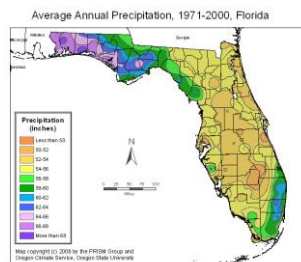 Average Annual Precipitation, 1971-2000, Florida
Alabama
Georgia
Precipitation
(inches)
Less than 50
50-52
52-54
54-56
56-58
58-60
60-62
62-64
64-66
66-68
More than 68
N
Miles
Map copyright (c) 2006 by the PRISM Group and
Oregon Climate Service, Oregon State University